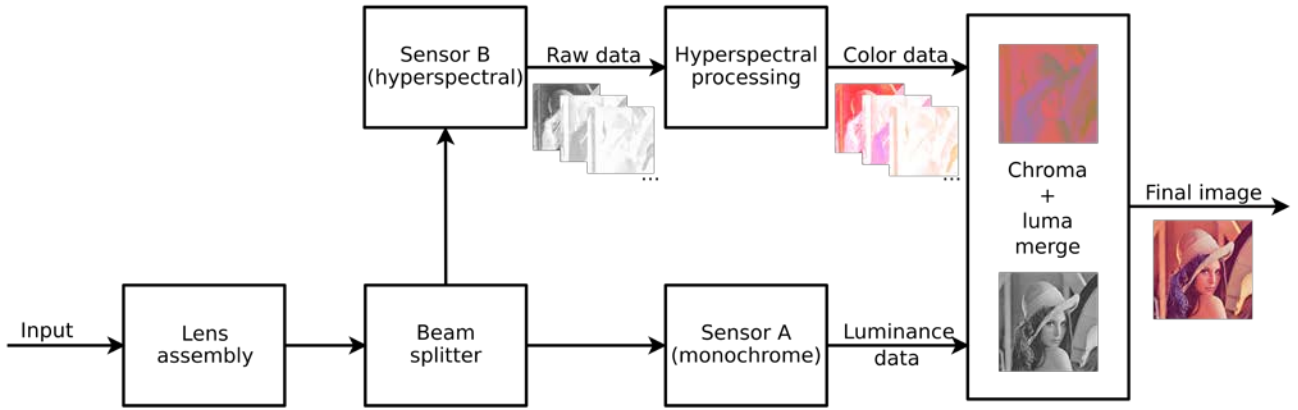 Sensor B
(hyperspectral)
Raw data
...
Hyperspectral
processing
Color data
...
Chroma
+
luma
merge
Final image
Input
Lens
assembly
Beam
splitter
Sensor A
(monochrome)
Luminance
data